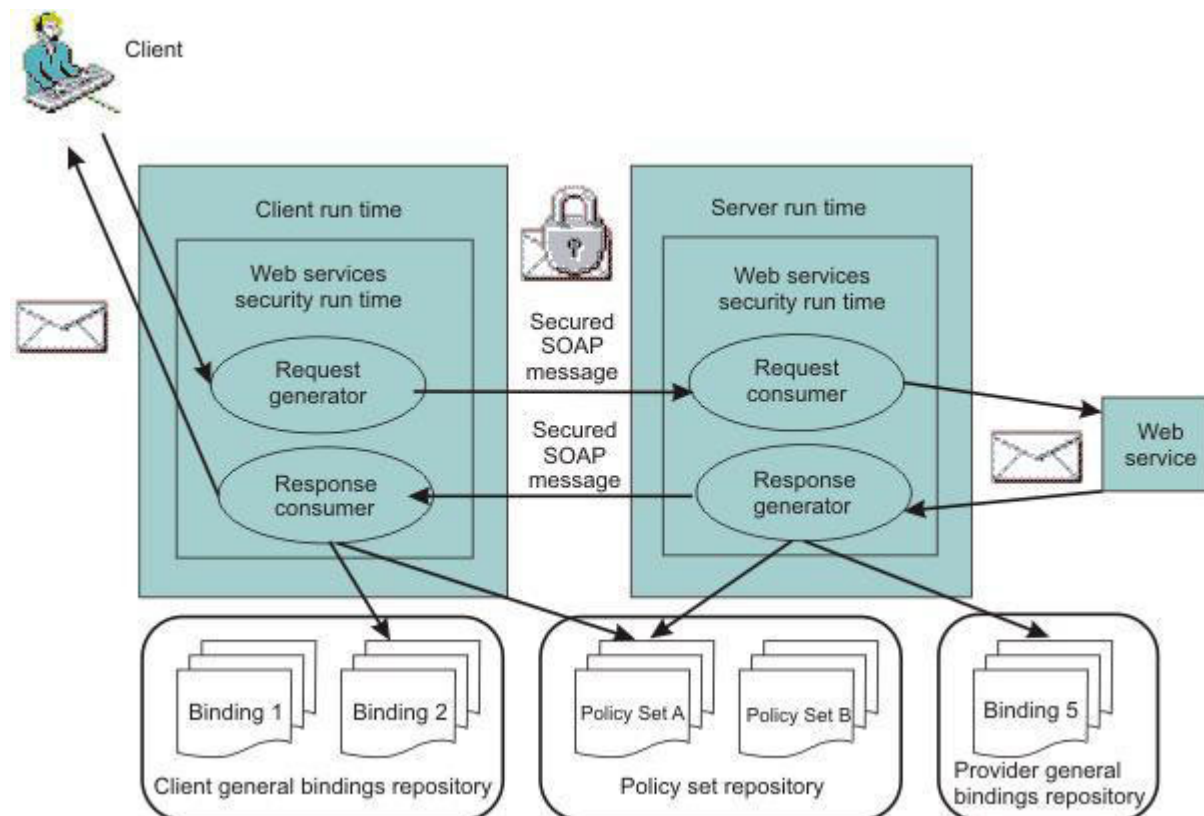 Client
Client run time
Server run time
Web services
security run time
Web services
security run time
Secured
SOAP
message
Request
generator
Request
consumer
Web
service
Secured
SOAP
message
Response
consumer
Response
generator
Binding 1
Binding 2
Policy Set A
Policy Set B
Binding 5
Client general bindings repository
Policy set repository
Provider general
bindings repository